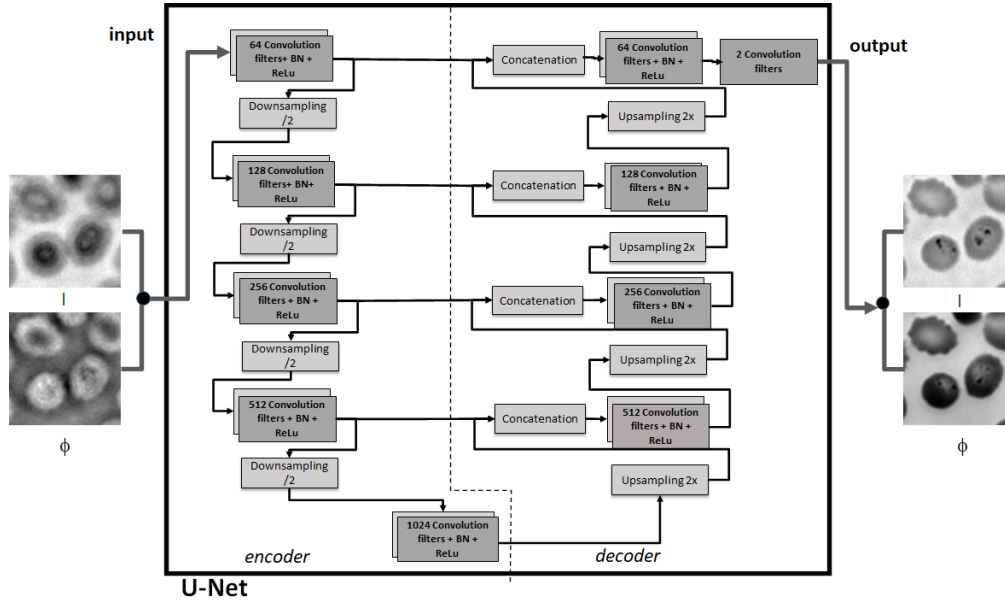 input
output
64 Convolution
filters+ BN +
ReLu
Concatenation
64 Convolution
filters + BN +
ReLu
2 Convolution
filters
Downsampling
/2
Upsampling 2x
128 Convolution
filters+ BN+
ReLu
Concatenation
128 Convolution
filters + BN +
ReLu
Downsampling
/2
Upsampling 2x
256 Convolution
filters + BN +
ReLu
Concatenation
256 Convolution
filters + BN +
ReLu
I
I
Downsampling
/2
Upsampling 2x
512 Convolution
filters + BN +
ReLu
Concatenation
512 Convolution
filters + BN +
ReLu
ϕ
ϕ
Downsampling
/2
Upsampling 2x
1024 Convolution
filters + BN +
ReLu
encoder
decoder
U-Net